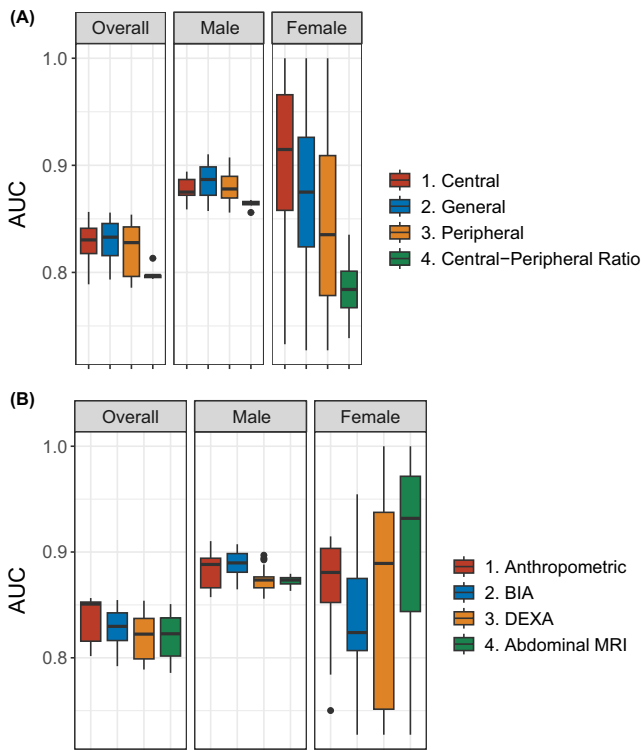 (A)
Overall Male Female
1.0
0.9
0.8
AUC
1. Central
2. General
3. Peripheral
4. Central−Peripheral Ratio
(B)
Overall Male Female
1.0
0.9
0.8
AUC
1. Anthropometric
2. BIA
3. DEXA
4. Abdominal MRI